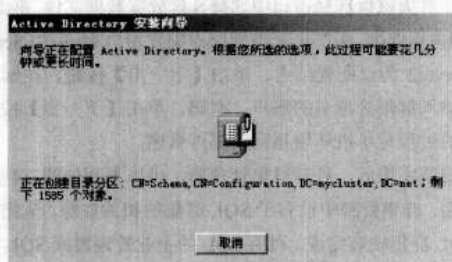 Active Directory 安装向导
向导正在配置 Active Directory。根据您所选的选项，此过程可能要花几分
钟或更长时间。
正在创建目录分区: CN=Schema,CN=Configuration,DC=mycluster,DC=net；剩
下 1585 个对象。
取消